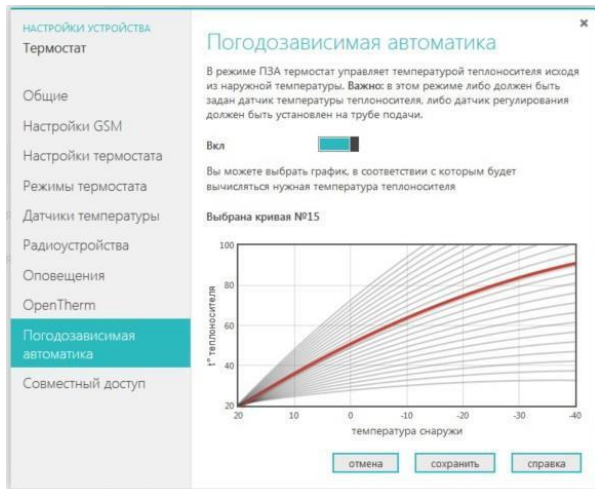 НАСТРОЙКИ УСТРОЙСТВА
Термостат
Общие
Настройки GSM
Настройки термостата
Режимы термостата
Датчики температуры
Радиоустройства
Оповещения
OpenTherm
Погодозависимая
автоматика
Совместный доступ
Погодозависимая автоматика
В режиме ПЗА термостат управляет температурой теплоносителя исходя
из наружной температуры. Важно: в этом режиме либо должен быть
задан датчик температуры теплоносителя, либо датчик регулирования
должен быть установлен на трубе подачи.
Вкл
Вы можете выбрать график, в соответствии с которым будет
вычисляться нужная температура теплоносителя
Выбрана кривая №15
t° теплоносителя
100
80
60
40
20
20 10 0 -10 -20 -30 -40
температура снаружи
отмена сохранить справка